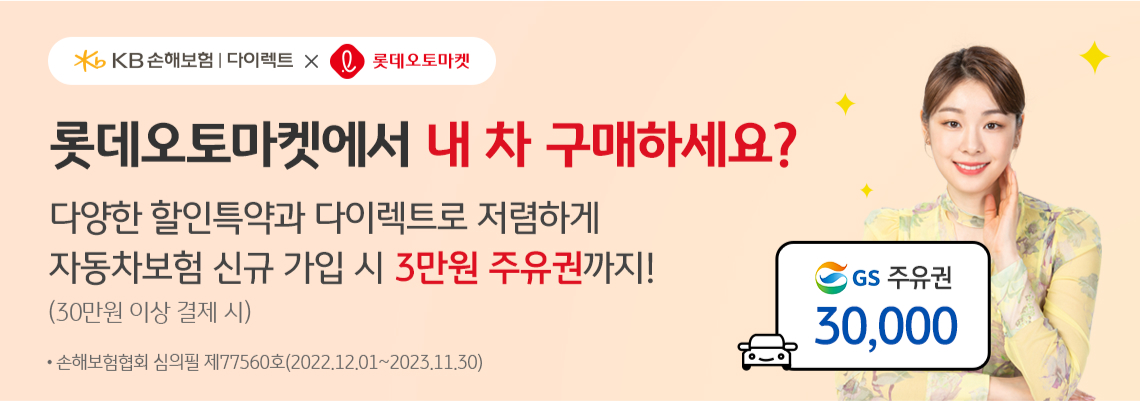 KB 손해보험 | 다이렉트 × 롯데오토마켓
롯데오토마켓에서 내 차 구매하세요?
다양한 할인특약과 다이렉트로 저렴하게
자동차보험 신규 가입 시 3만원 주유권까지!
(30만원 이상 결제 시)
• 손해보험협회 심의필 제77560호(2022.12.01~2023.11.30)
GS 주유권
30,000